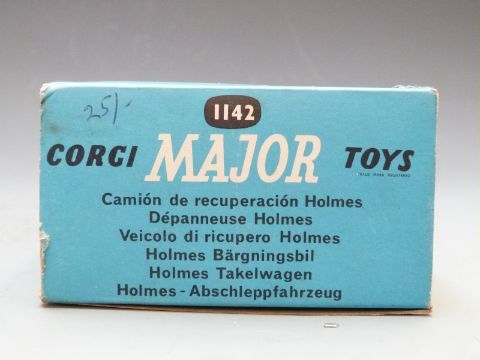 25/-
1142
CORGI MAJOR TOYS
TRADE MARK REGISTERED
Camión de recuperación Holmes
Dépanneuse Holmes
Veicolo di ricupero Holmes
Holmes Bärgningsbil
Holmes Takelwagen
Holmes-Abschleppfahrzeug